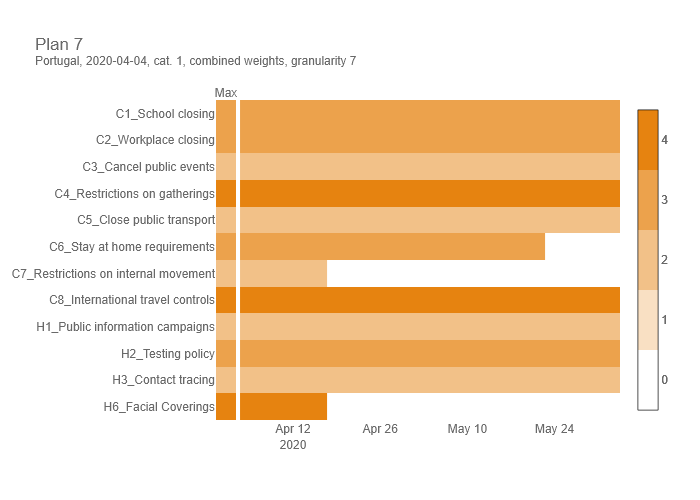 Plan 7
Portugal, 2020-04-04, cat. 1, combined weights, granularity 7
Max
C1_School closing
C2_Workplace closing
C3_Cancel public events
C4_Restrictions on gatherings
C5_Close public transport
C6_Stay at home requirements
C7_Restrictions on internal movement
C8_International travel controls
H1_Public information campaigns
H2_Testing policy
H3_Contact tracing
H6_Facial Coverings
4
3
2
1
0
Apr 12 Apr 26 May 10 May 24
2020